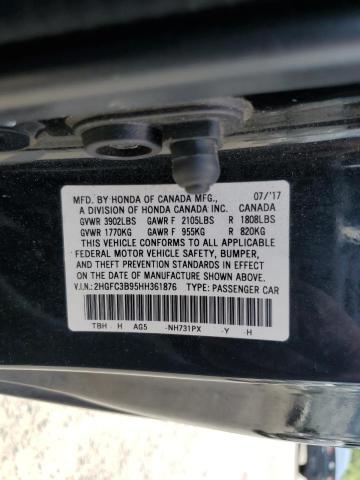 MFD. BY HONDA OF CANADA MFG., 07/'17
A DIVISION OF HONDA CANADA INC. CANADA
GVWR 3902LBS GAWR F 2105LBS R 1808LBS
GVWR 1770KG GAWR F 955KG R 820KG
THIS VEHICLE CONFORMS TO ALL APPLICABLE
FEDERAL MOTOR VEHICLE SAFETY, BUMPER,
AND THEFT PREVENTION STANDARDS IN EFFECT
ON THE DATE OF MANUFACTURE SHOWN ABOVE.
V.I.N.: 2HGFC3B95HH361876 TYPE: PASSENGER CAR
TBH H AG5 -NH731PX -Y -H